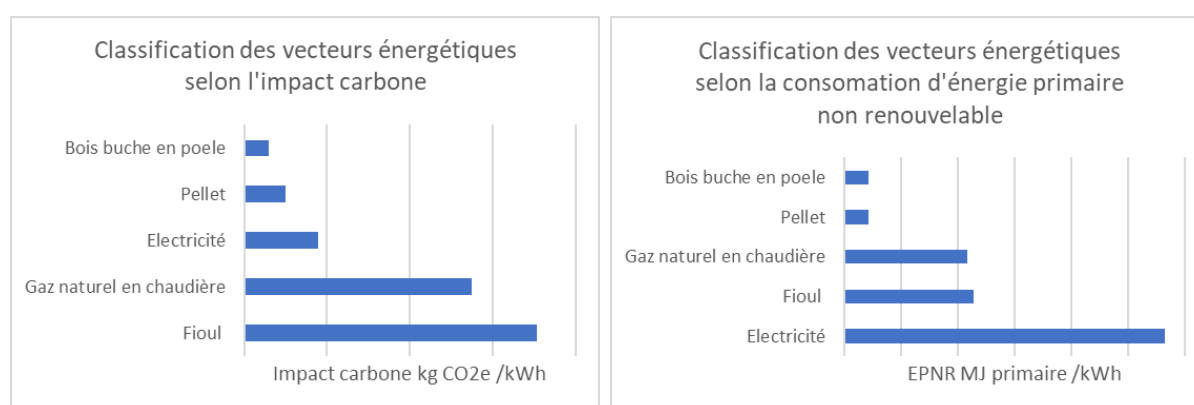 Classification des vecteurs énergétiques
selon l'impact carbone
Bois buche en poele
Pellet
Electricité
Gaz naturel en chaudière
Fioul
Impact carbone kg CO2e /kWh
Classification des vecteurs énergétiques
selon la consomation d'énergie primaire
non renouvelable
Bois buche en poele
Pellet
Gaz naturel en chaudière
Fioul
Electricité
EPNR MJ primaire /kWh